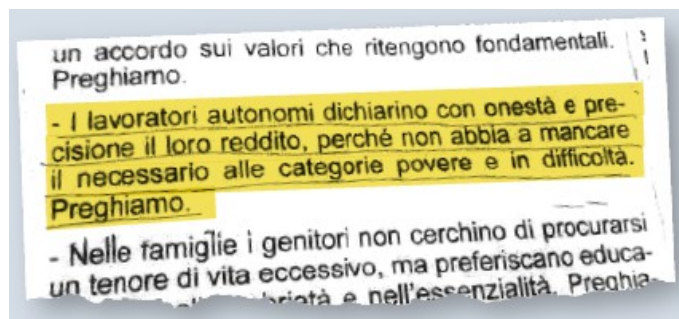 un accordo sui valori che ritengono fondamentali.
Preghiamo.
- I lavoratori autonomi dichiarino con onestà e pre-
cisione il loro reddito, perché non abbia a mancare
il necessario alle categorie povere e in difficoltà.
Preghiamo.
- Nelle famiglie i genitori non cerchino di procurarsi
un tenore di vita eccessivo, ma preferiscano educa-
e nell'essenzialità. Preghia-